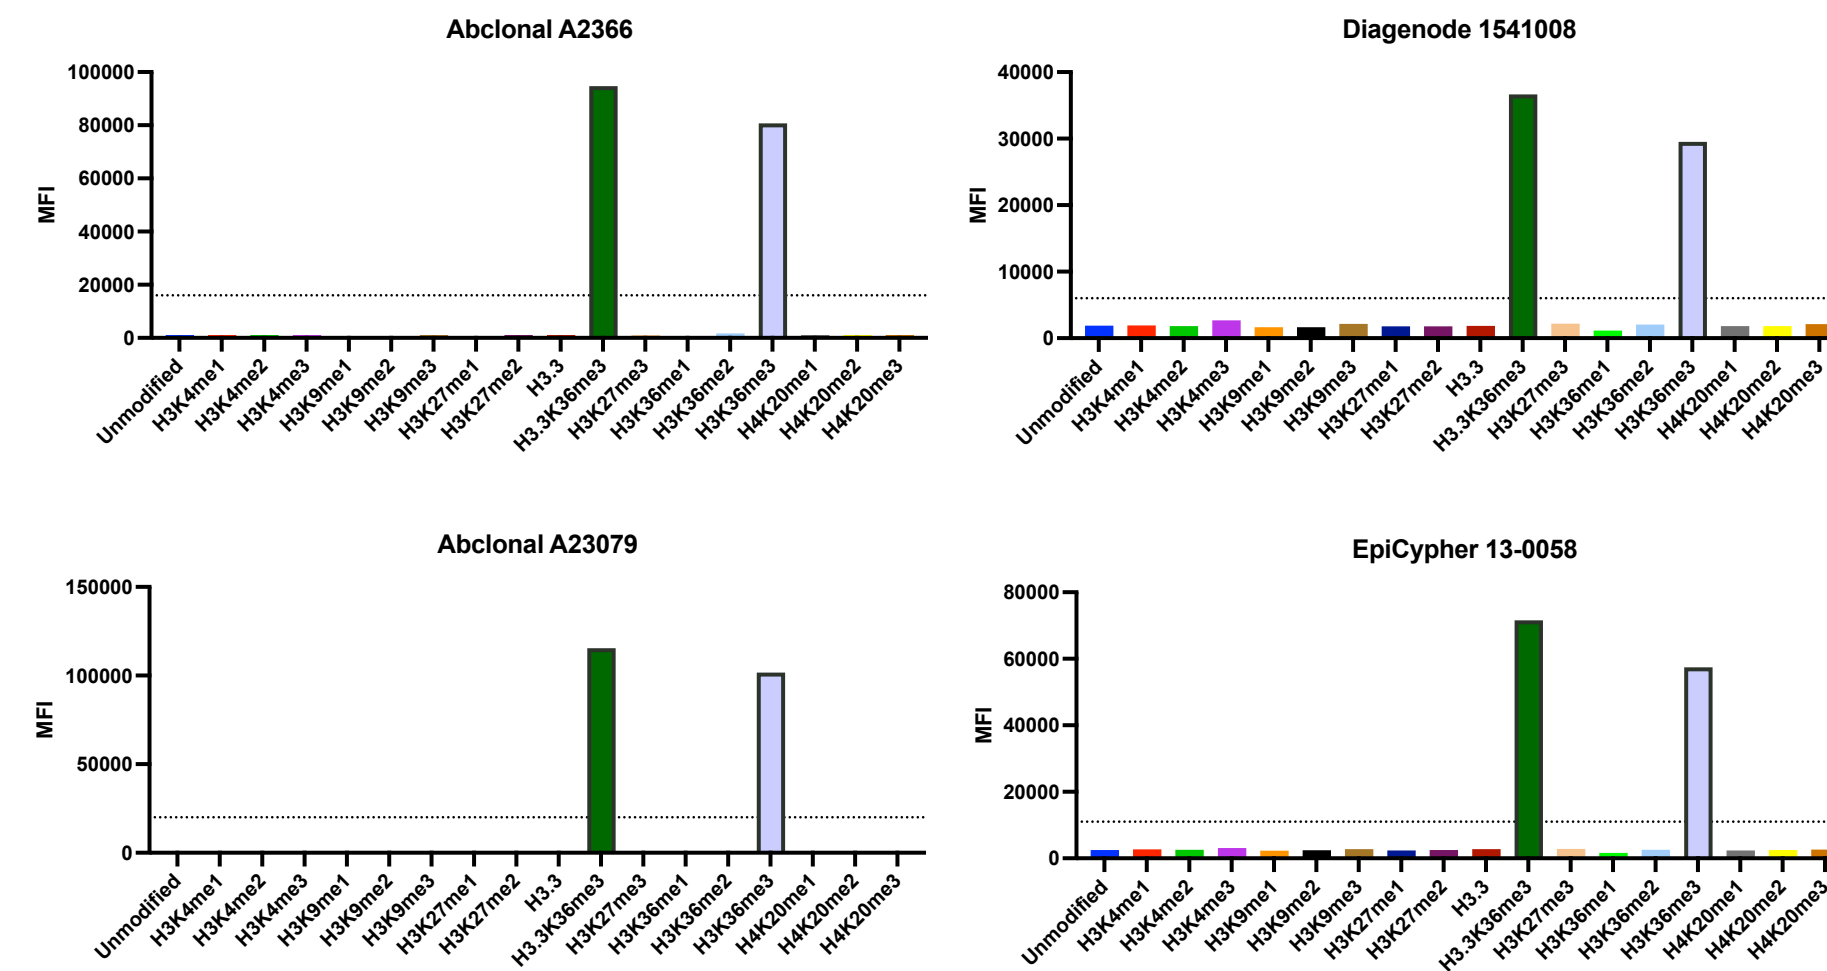 Abclonal A2366
MFI
100000
80000
60000
40000
20000
0
Unmodified
H3K4me1
H3K4me2
H3K4me3
H3K9me1
H3K9me2
H3K9me3
H3K27me1
H3K27me2
H3.3
H3.3K36me3
H3K27me3
H3K36me1
H3K36me2
H3K36me3
H4K20me1
H4K20me2
H4K20me3
Diagenode 1541008
MFI
40000
30000
20000
10000
0
Unmodified
H3K4me1
H3K4me2
H3K4me3
H3K9me1
H3K9me2
H3K9me3
H3K27me1
H3K27me2
H3.3
H3.3K36me3
H3K27me3
H3K36me1
H3K36me2
H3K36me3
H4K20me1
H4K20me2
H4K20me3
Abclonal A23079
MFI
150000
100000
50000
0
Unmodified
H3K4me1
H3K4me2
H3K4me3
H3K9me1
H3K9me2
H3K9me3
H3K27me1
H3K27me2
H3.3
H3.3K36me3
H3K27me3
H3K36me1
H3K36me2
H3K36me3
H4K20me1
H4K20me2
H4K20me3
EpiCypher 13-0058
MFI
80000
60000
40000
20000
0
Unmodified
H3K4me1
H3K4me2
H3K4me3
H3K9me1
H3K9me2
H3K9me3
H3K27me1
H3K27me2
H3.3
H3.3K36me3
H3K27me3
H3K36me1
H3K36me2
H3K36me3
H4K20me1
H4K20me2
H4K20me3